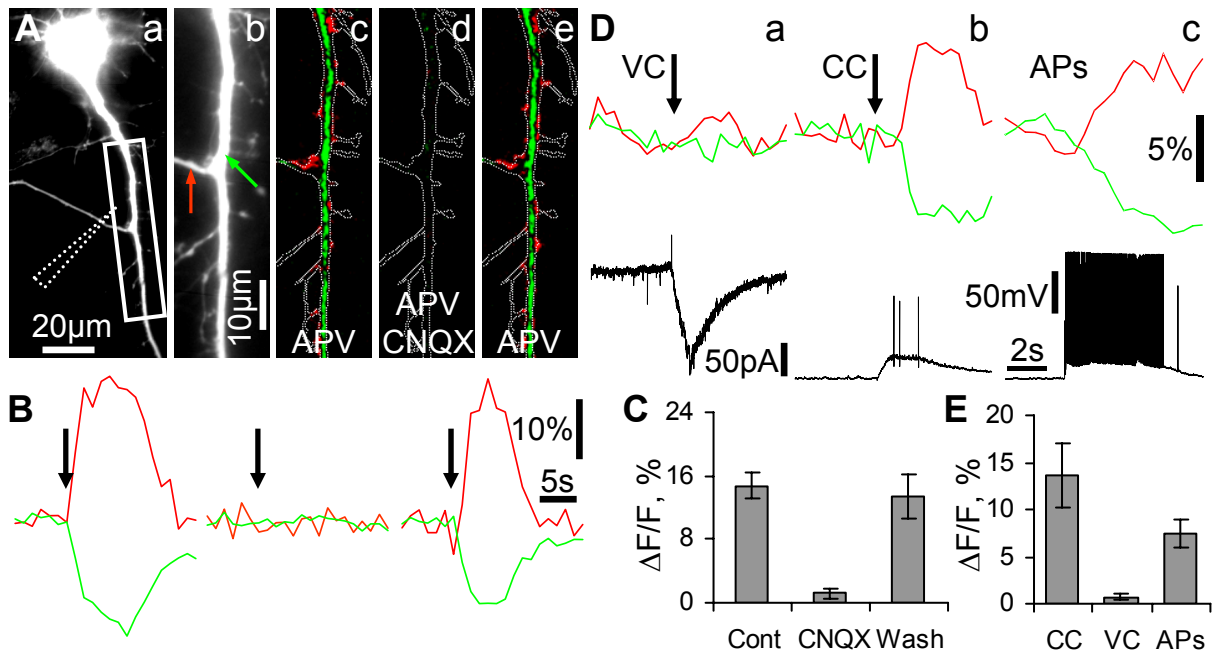 A
a
b
c
d
e
20μm
10μm
APV
APV
CNQX
APV
B
10%
5s
D
a
b
c
VC
CC
APs
5%
50pA
50mV
2s
C
ΔF/F, %
24
16
8
0
Cont
CNQX
Wash
E
ΔF/F, %
20
15
10
5
0
CC
VC
APs